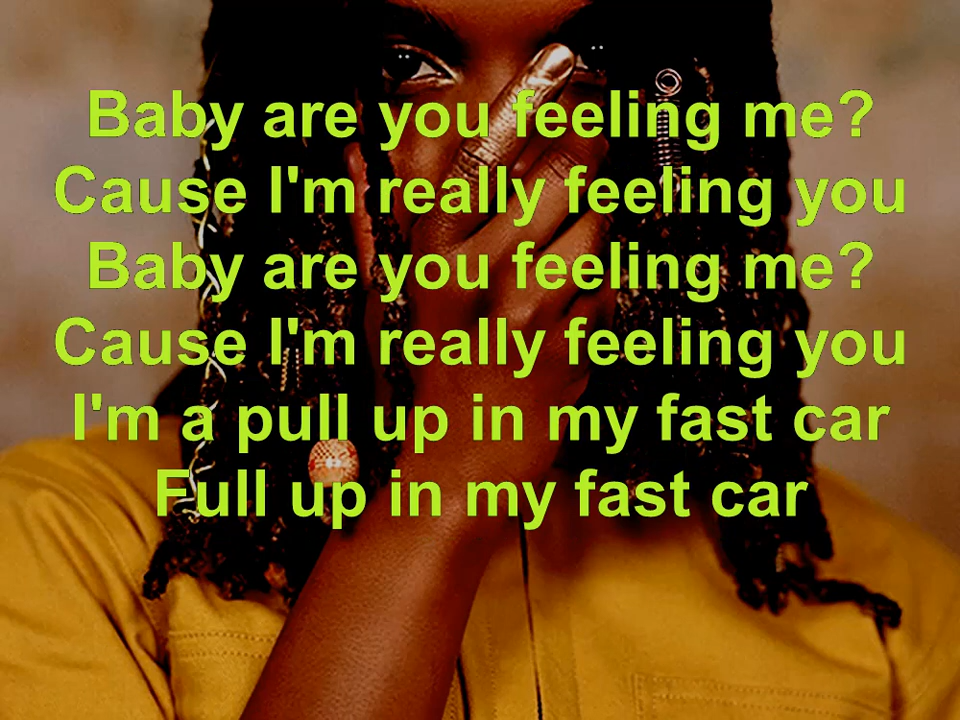 Baby are you feeling me?
Cause I'm really feeling you
Baby are you feeling me?
Cause I'm really feeling you
I'm a pull up in my fast car
Full up in my fast car